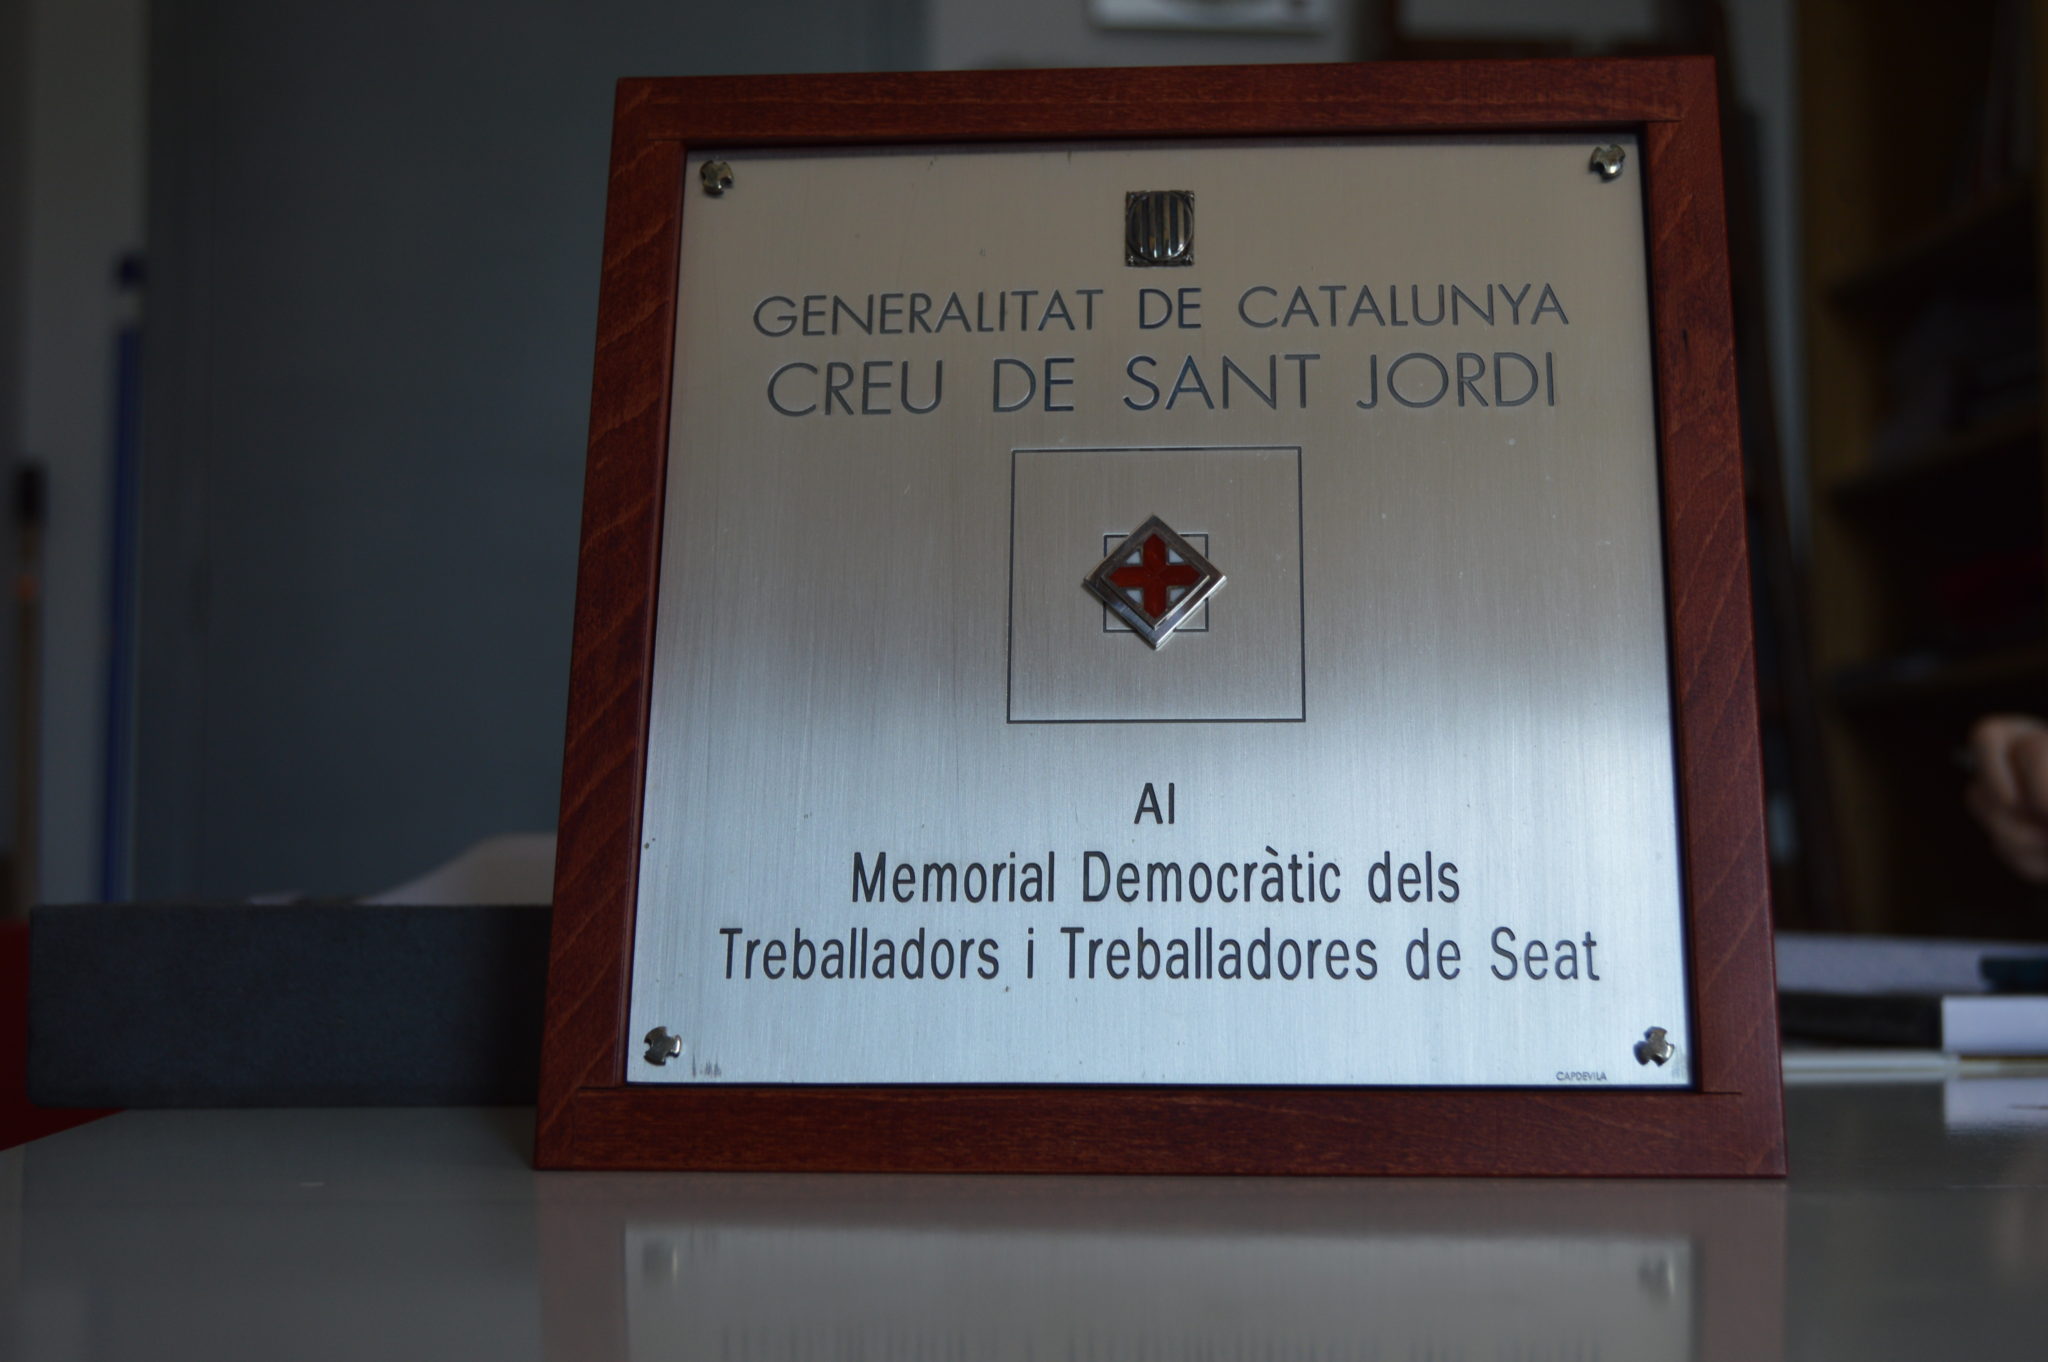 GENERALITAT DE CATALUNYA
CREU DE SANT JORDI
Al
Memorial Democràtic dels
Treballadors i Treballadores de Seat
CAPDEVILA